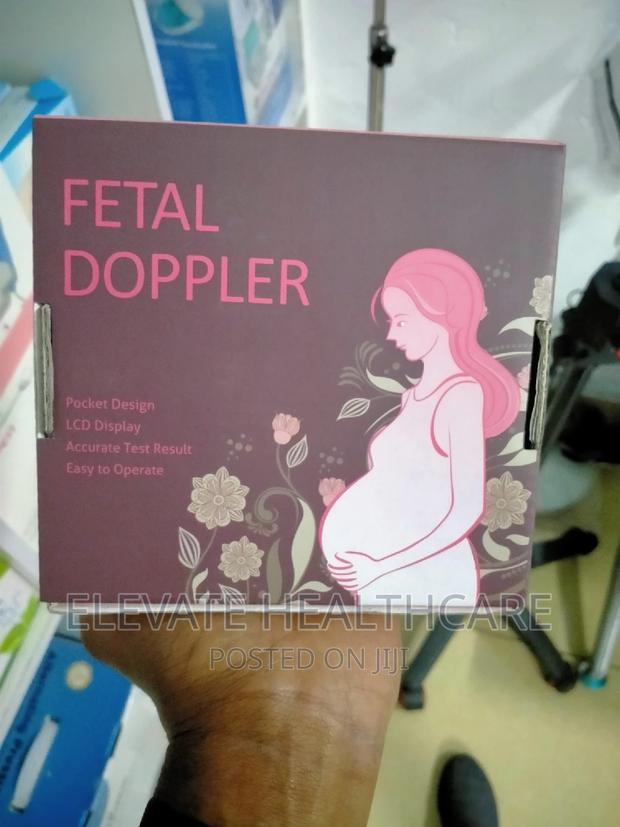 FETAL
DOPPLER
Pocket Design
LCD Display
Accurate Test Result
Easy to Operate
ELEVATE HEALTHCARE
POSTED ON JIJI